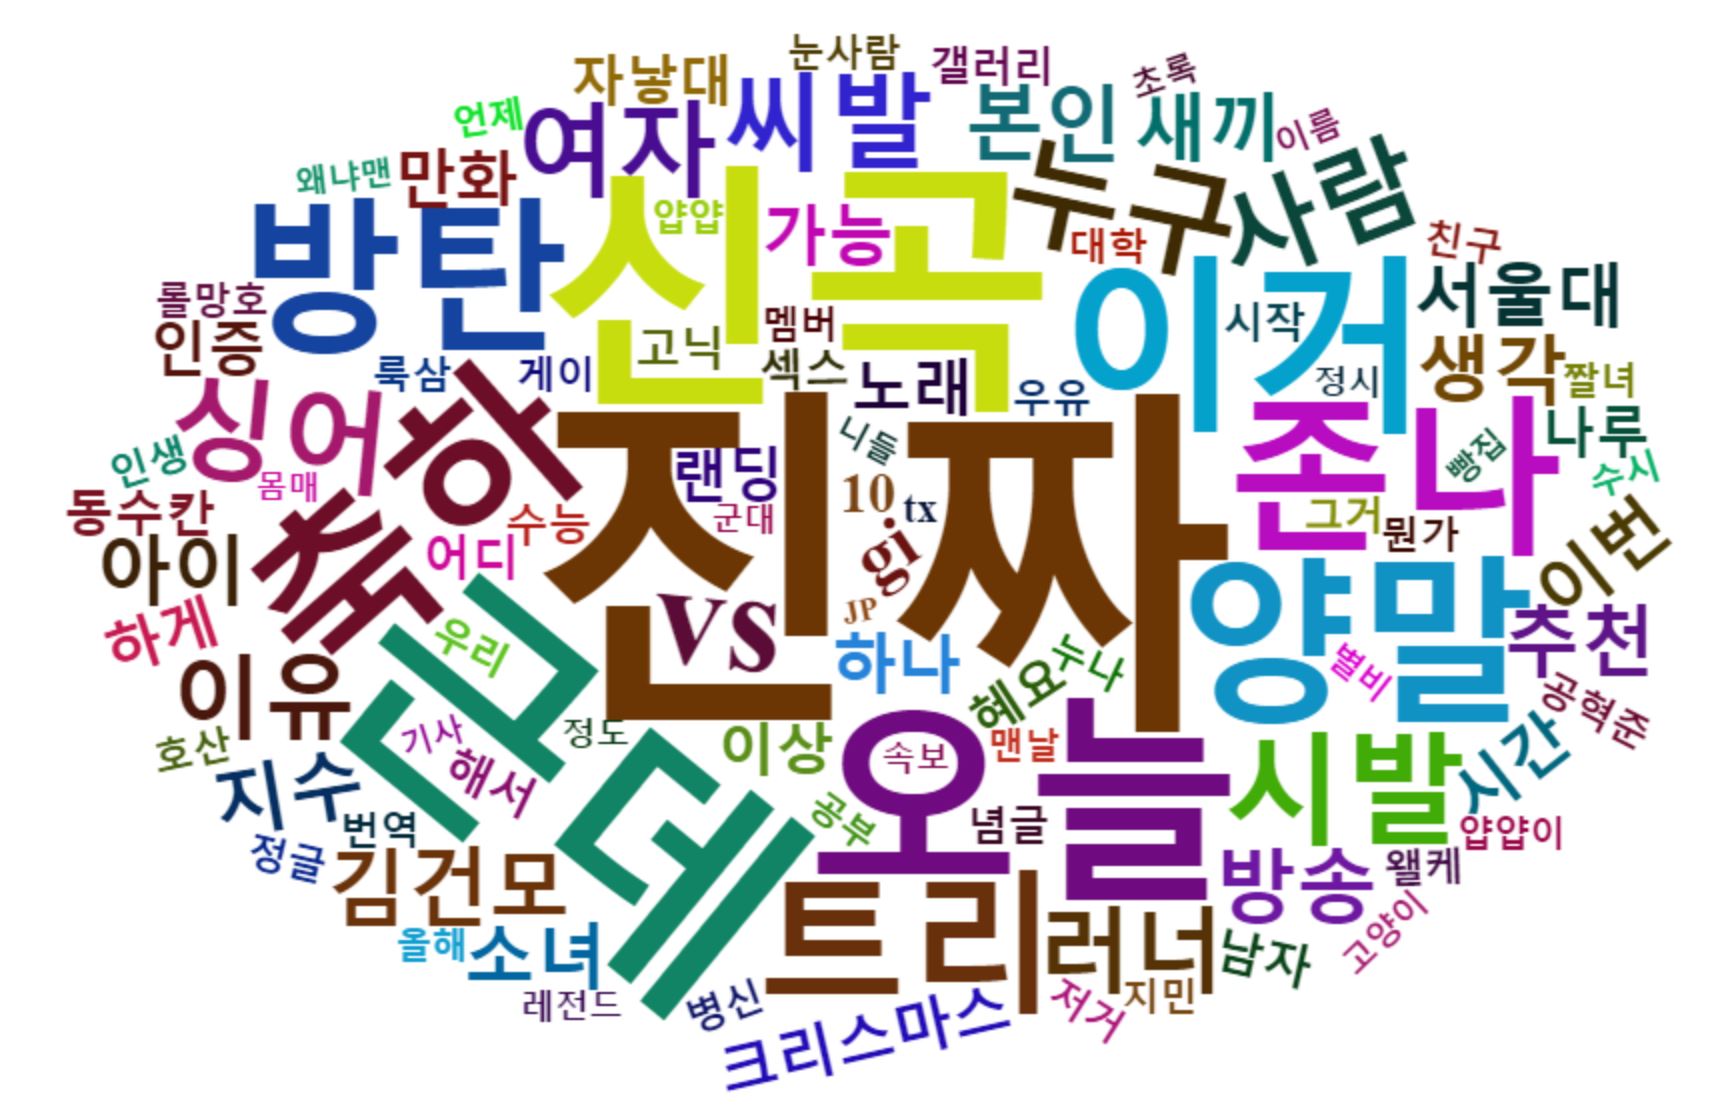 눈사람
갤러리
초록
자낳대
씨발
본인
새끼
이름
언제
여자
왜냐맨
만화
누구
사람
방탄
신곡
얍얍
가능
대학
친구
롤망호
인증
이거
시작
서울대
고닉
멤버
룩삼
게이
섹스
노래
우유
정시
생각
짤녀
싱어
축하
진짜
니들
존나
빵집
나루
인생
몸매
랜딩
10
tx
수시
동수칸
수능
군대
gi
그거
뭔가
이번
아이
어디
JP
vs
양말
추천
하게
우리
하나
혜요
누나
별비
공혁준
이유
근데
호산
기사
정도
이상
오늘
속보
맨날
시발
시간
지수
해서
번역
공부
념글
얍얍이
정글
김건모
트리
방송
왤케
고양이
올해
소녀
러너
남자
레전드
병신
크리스마스
저거
지민